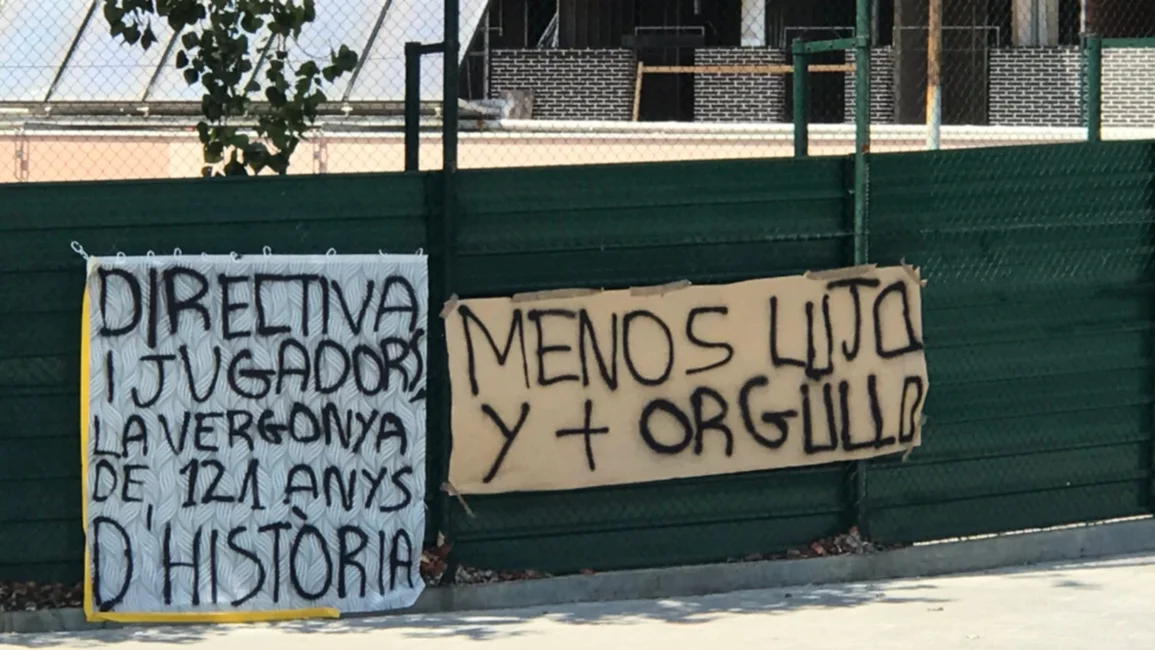 DIRECTIVA
I JUGADORS,
LA VERGONYA
DE 121 ANYS
D'HISTÒRIA
MENOS LUJO
Y + ORGULLO